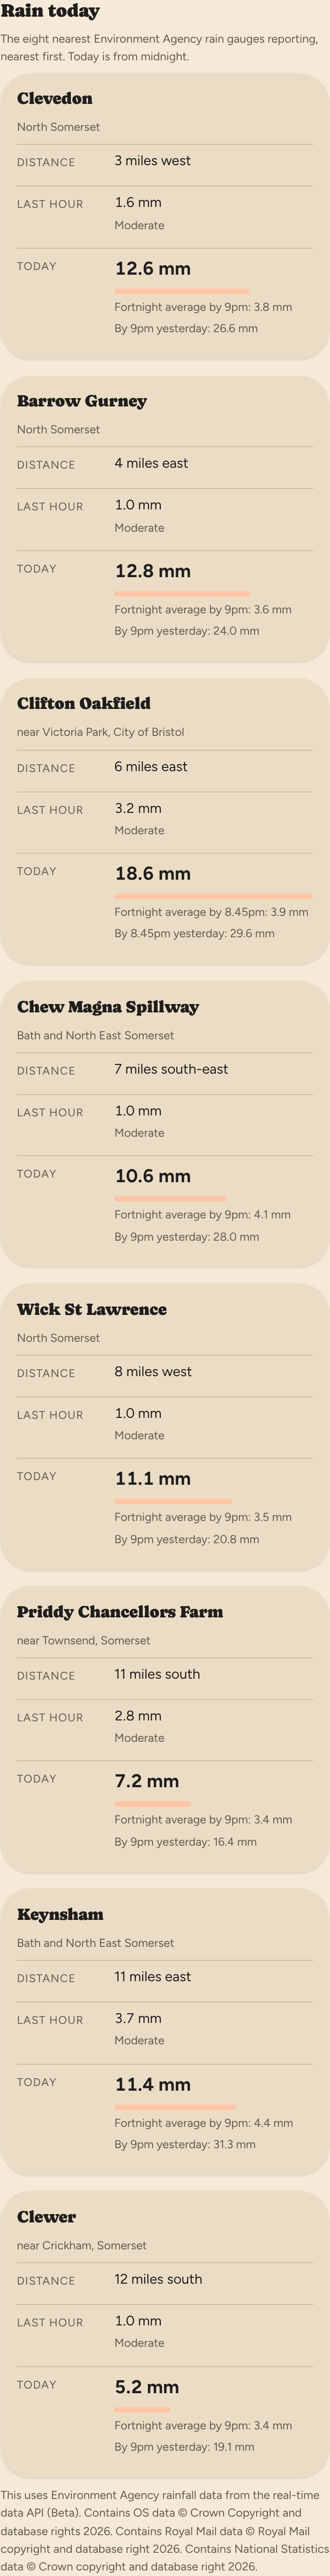 Rain today
The eight nearest Environment Agency rain gauges reporting,
nearest first. Today is from midnight.
Clevedon
North Somerset
DISTANCE 3 miles west
LAST HOUR 1.6 mm
Moderate
TODAY 12.6 mm
Fortnight average by 9pm: 3.8 mm
By 9pm yesterday: 26.6 mm
Barrow Gurney
North Somerset
DISTANCE 4 miles east
LAST HOUR 1.0 mm
Moderate
TODAY 12.8 mm
Fortnight average by 9pm: 3.6 mm
By 9pm yesterday: 24.0 mm
Clifton Oakfield
near Victoria Park, City of Bristol
DISTANCE 6 miles east
LAST HOUR 3.2 mm
Moderate
TODAY 18.6 mm
Fortnight average by 8.45pm: 3.9 mm
By 8.45pm yesterday: 29.6 mm
Chew Magna Spillway
Bath and North East Somerset
DISTANCE 7 miles south-east
LAST HOUR 1.0 mm
Moderate
TODAY 10.6 mm
Fortnight average by 9pm: 4.1 mm
By 9pm yesterday: 28.0 mm
Wick St Lawrence
North Somerset
DISTANCE 8 miles west
LAST HOUR 1.0 mm
Moderate
TODAY 11.1 mm
Fortnight average by 9pm: 3.5 mm
By 9pm yesterday: 20.8 mm
Priddy Chancellors Farm
near Townsend, Somerset
DISTANCE 11 miles south
LAST HOUR 2.8 mm
Moderate
TODAY 7.2 mm
Fortnight average by 9pm: 3.4 mm
By 9pm yesterday: 16.4 mm
Keynsham
Bath and North East Somerset
DISTANCE 11 miles east
LAST HOUR 3.7 mm
Moderate
TODAY 11.4 mm
Fortnight average by 9pm: 4.4 mm
By 9pm yesterday: 31.3 mm
Clewer
near Crickham, Somerset
DISTANCE 12 miles south
LAST HOUR 1.0 mm
Moderate
TODAY 5.2 mm
Fortnight average by 9pm: 3.4 mm
By 9pm yesterday: 19.1 mm
This uses Environment Agency rainfall data from the real-time
data API (Beta). Contains OS data © Crown Copyright and
database rights 2026. Contains Royal Mail data © Royal Mail
copyright and database right 2026. Contains National Statistics
data © Crown copyright and database right 2026.